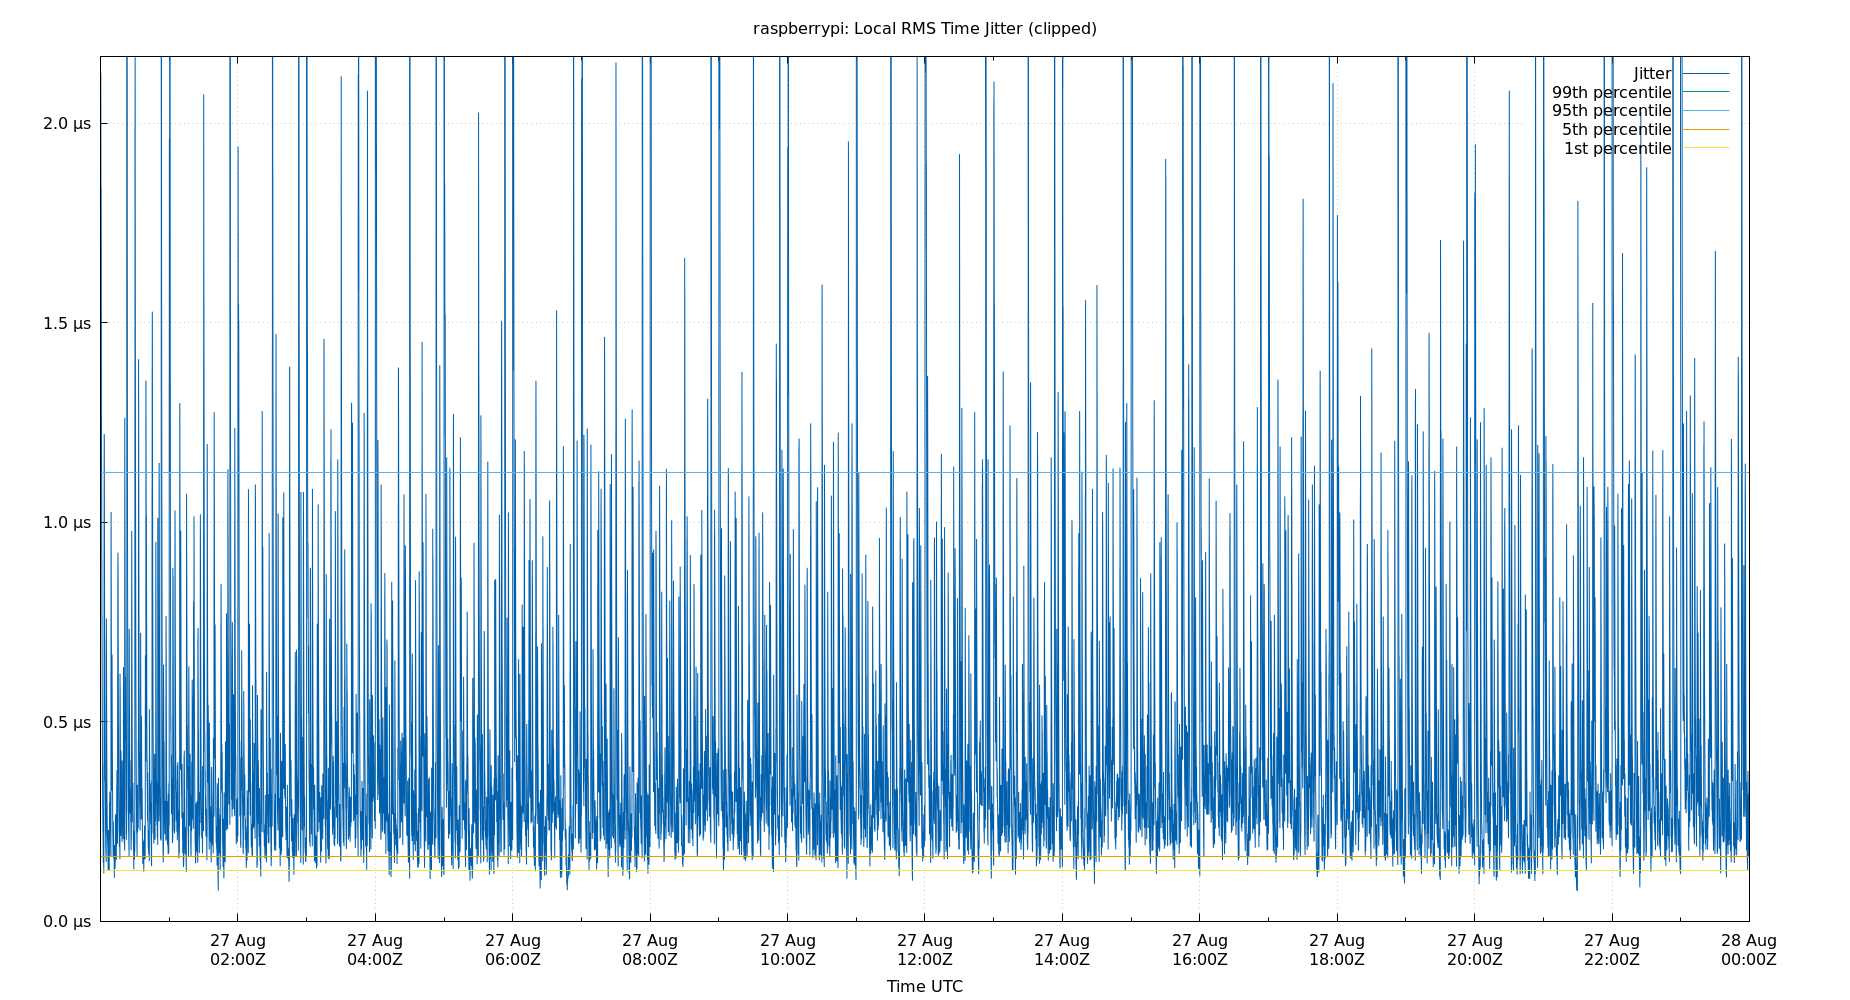 raspberrypi: Local RMS Time Jitter (clipped)
Jitter
99th percentile
95th percentile
5th percentile
1st percentile
2.0 µs
1.5 µs
1.0 µs
0.5 µs
0.0 µs
27 Aug 27 Aug 27 Aug 27 Aug 27 Aug 27 Aug 27 Aug 27 Aug 27 Aug 27 Aug 27 Aug 28 Aug
02:00Z 04:00Z 06:00Z 08:00Z 10:00Z 12:00Z 14:00Z 16:00Z 18:00Z 20:00Z 22:00Z 00:00Z
Time UTC